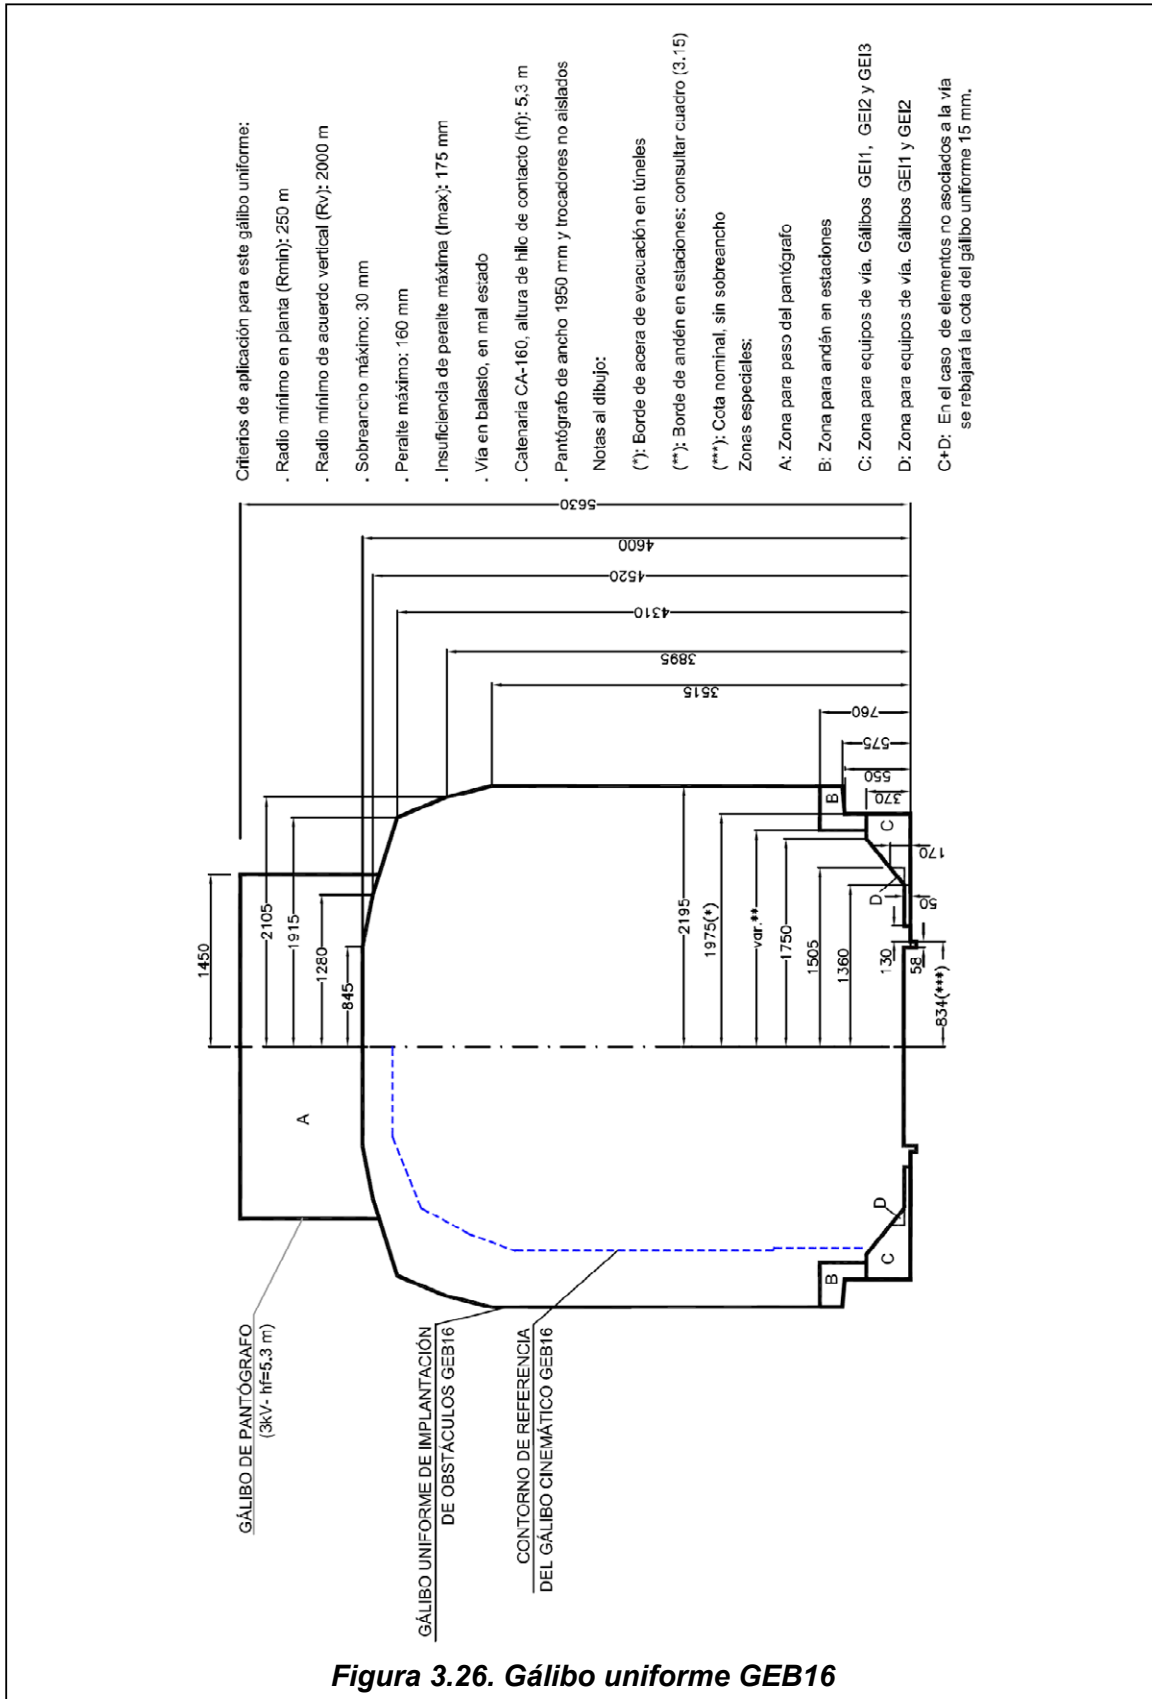 Criterios de aplicación para este gálibo uniforme:
. Radio mínimo en planta (Rmin): 250 m
. Radio mínimo de acuerdo vertical (Rv): 2000 m
. Sobreancho máximo: 30 mm
. Peralte máximo: 160 mm
. Insuficiencia de peralte máxima (Imax): 175 mm
. Vía en balasto, en mal estado
. Catenaria CA-160, altura de hilo de contacto (hf): 5,3 m
. Pantógrafo de ancho 1950 mm y trocadores no aislados
Notas al dibujo:
(*): Borde de acera de evacuación en túneles
(**): Borde de andén en estaciones: consultar cuadro (3.15)
(***): Cota nominal, sin sobreancho
Zonas especiales:
A: Zona para paso del pantógrafo
B: Zona para andén en estaciones
C: Zona para equipos de vía. Gálibos GEI1, GEI2 y GEI3
D: Zona para equipos de vía. Gálibos GEI1 y GEI2
C+D: En el caso de elementos no asociados a la vía
se rebajará la cota del gálibo uniforme 15 mm.
5630
4600
4520
4310
3895
3515
760
575
550
370
170
50
1450
2105
1915
1280
845
2195
1975(*)
var.**
1750
1505
1360
130
58
834(***)
A
B
C
D
B
C
D
GÁLIBO DE PANTÓGRAFO
(3kV- hf=5.3 m)
GÁLIBO UNIFORME DE IMPLANTACIÓN
DE OBSTÁCULOS GEB16
CONTORNO DE REFERENCIA
DEL GÁLIBO CINEMÁTICO GEB16
Figura 3.26. Gálibo uniforme GEB16